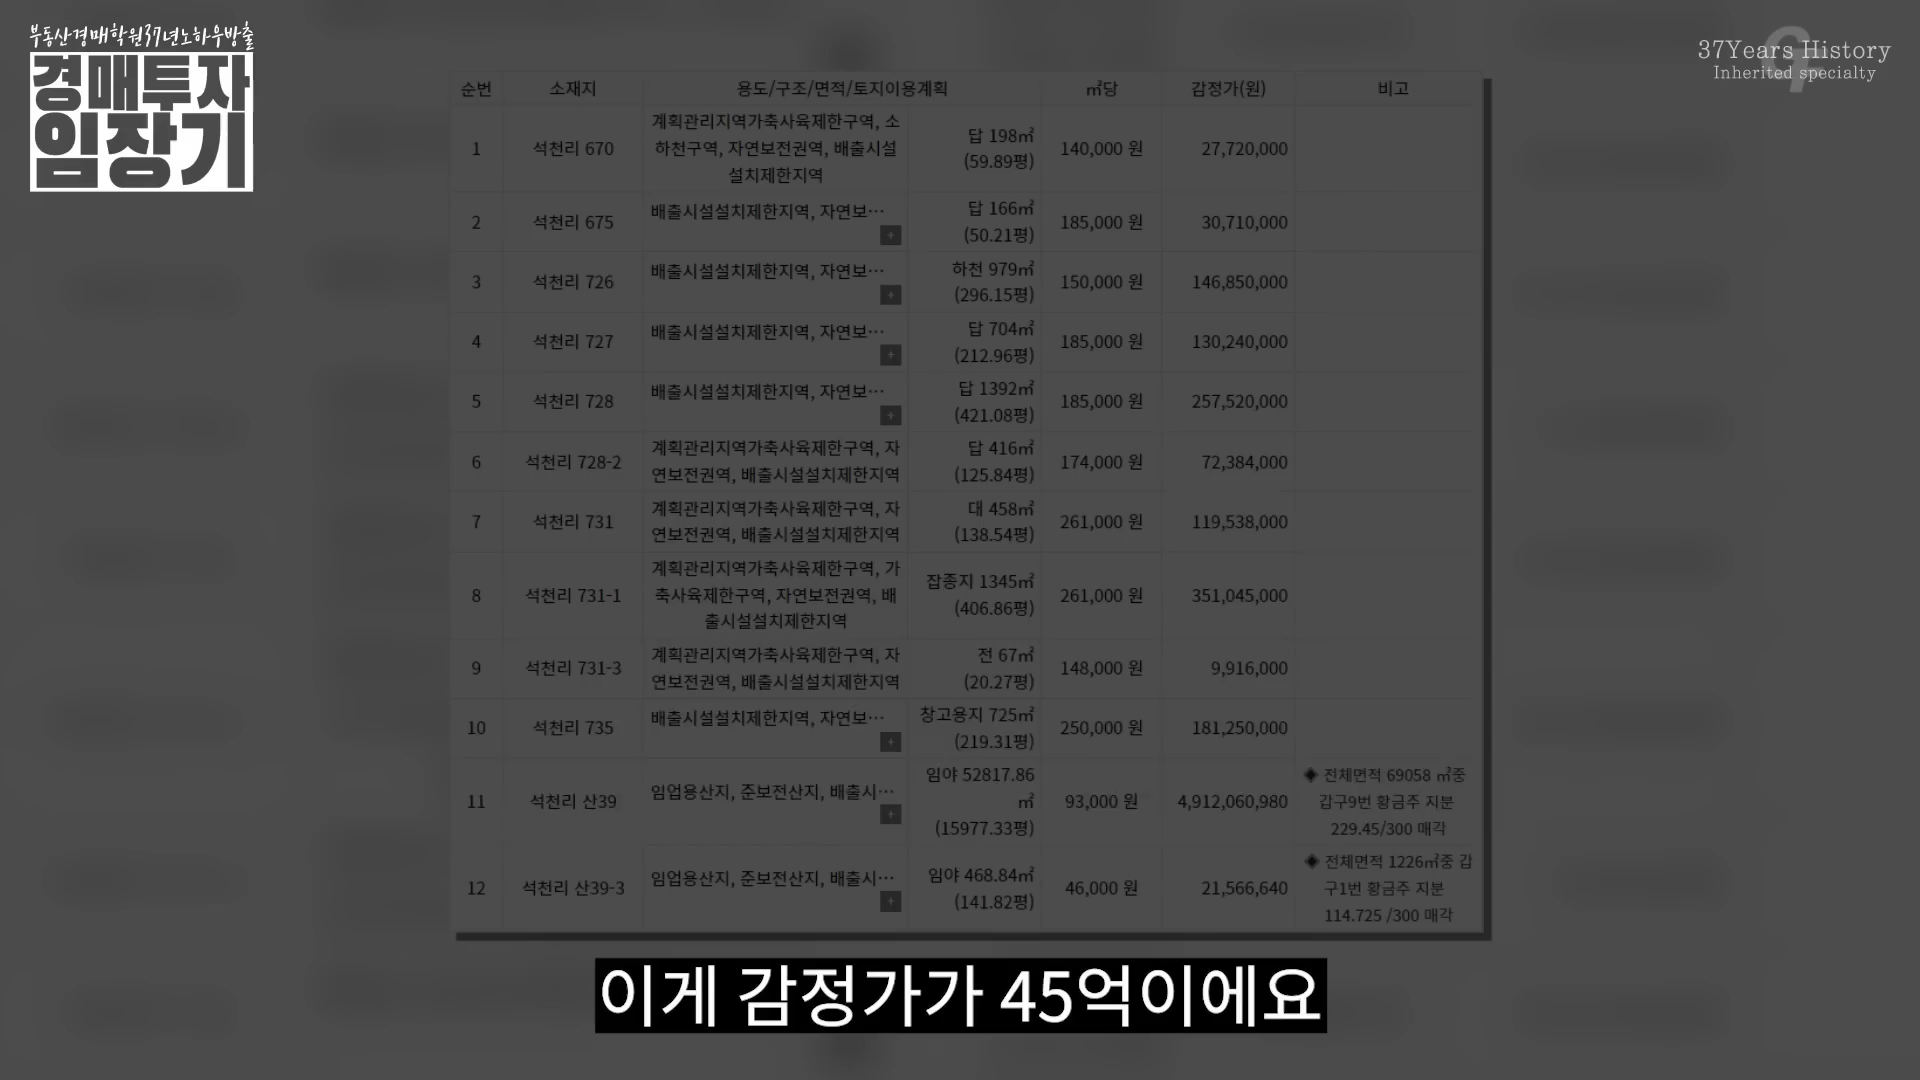 부동산경매학원37년노하우방출
경매투자
임장기
37Years History
Inherited specialty
순번 소재지 용도/구조/면적/토지이용계획 ㎡당 감정가(원) 비고
1 석천리 670 계획관리지역가축사육제한구역, 소 하천구역, 자연보전권역, 배출시설 설치제한지역 답 198㎡ (59.89평) 140,000 원 27,720,000
2 석천리 675 배출시설설치제한지역, 자연보… + 답 166㎡ (50.21평) 185,000 원 30,710,000
3 석천리 726 배출시설설치제한지역, 자연보… + 하천 979㎡ (296.15평) 150,000 원 146,850,000
4 석천리 727 배출시설설치제한지역, 자연보… + 답 704㎡ (212.96평) 185,000 원 130,240,000
5 석천리 728 배출시설설치제한지역, 자연보… + 답 1392㎡ (421.08평) 185,000 원 257,520,000
6 석천리 728-2 계획관리지역가축사육제한구역, 자 연보전권역, 배출시설설치제한지역 답 416㎡ (125.84평) 174,000 원 72,384,000
7 석천리 731 계획관리지역가축사육제한구역, 자 연보전권역, 배출시설설치제한지역 대 458㎡ (138.54평) 261,000 원 119,538,000
8 석천리 731-1 계획관리지역가축사육제한구역, 가 축사육제한구역, 자연보전권역, 배 출시설설치제한지역 잡종지 1345㎡ (406.86평) 261,000 원 351,045,000
9 석천리 731-3 계획관리지역가축사육제한구역, 자 연보전권역, 배출시설설치제한지역 전 67㎡ (20.27평) 148,000 원 9,916,000
10 석천리 735 배출시설설치제한지역, 자연보… + 창고용지 725㎡ (219.31평) 250,000 원 181,250,000
11 석천리 산39 임업용산지, 준보전산지, 배출시… + 임야 52817.86 ㎡ (15977.33평) 93,000 원 4,912,060,980 ◈ 전체면적 69058 ㎡중 갑구9번 황금주 지분 229.45/300 매각
12 석천리 산39-3 임업용산지, 준보전산지, 배출시… + 임야 468.84㎡ (141.82평) 46,000 원 21,566,640 ◈ 전체면적 1226㎡중 갑 구1번 황금주 지분 114.725 /300 매각
이게 감정가가 45억이에요